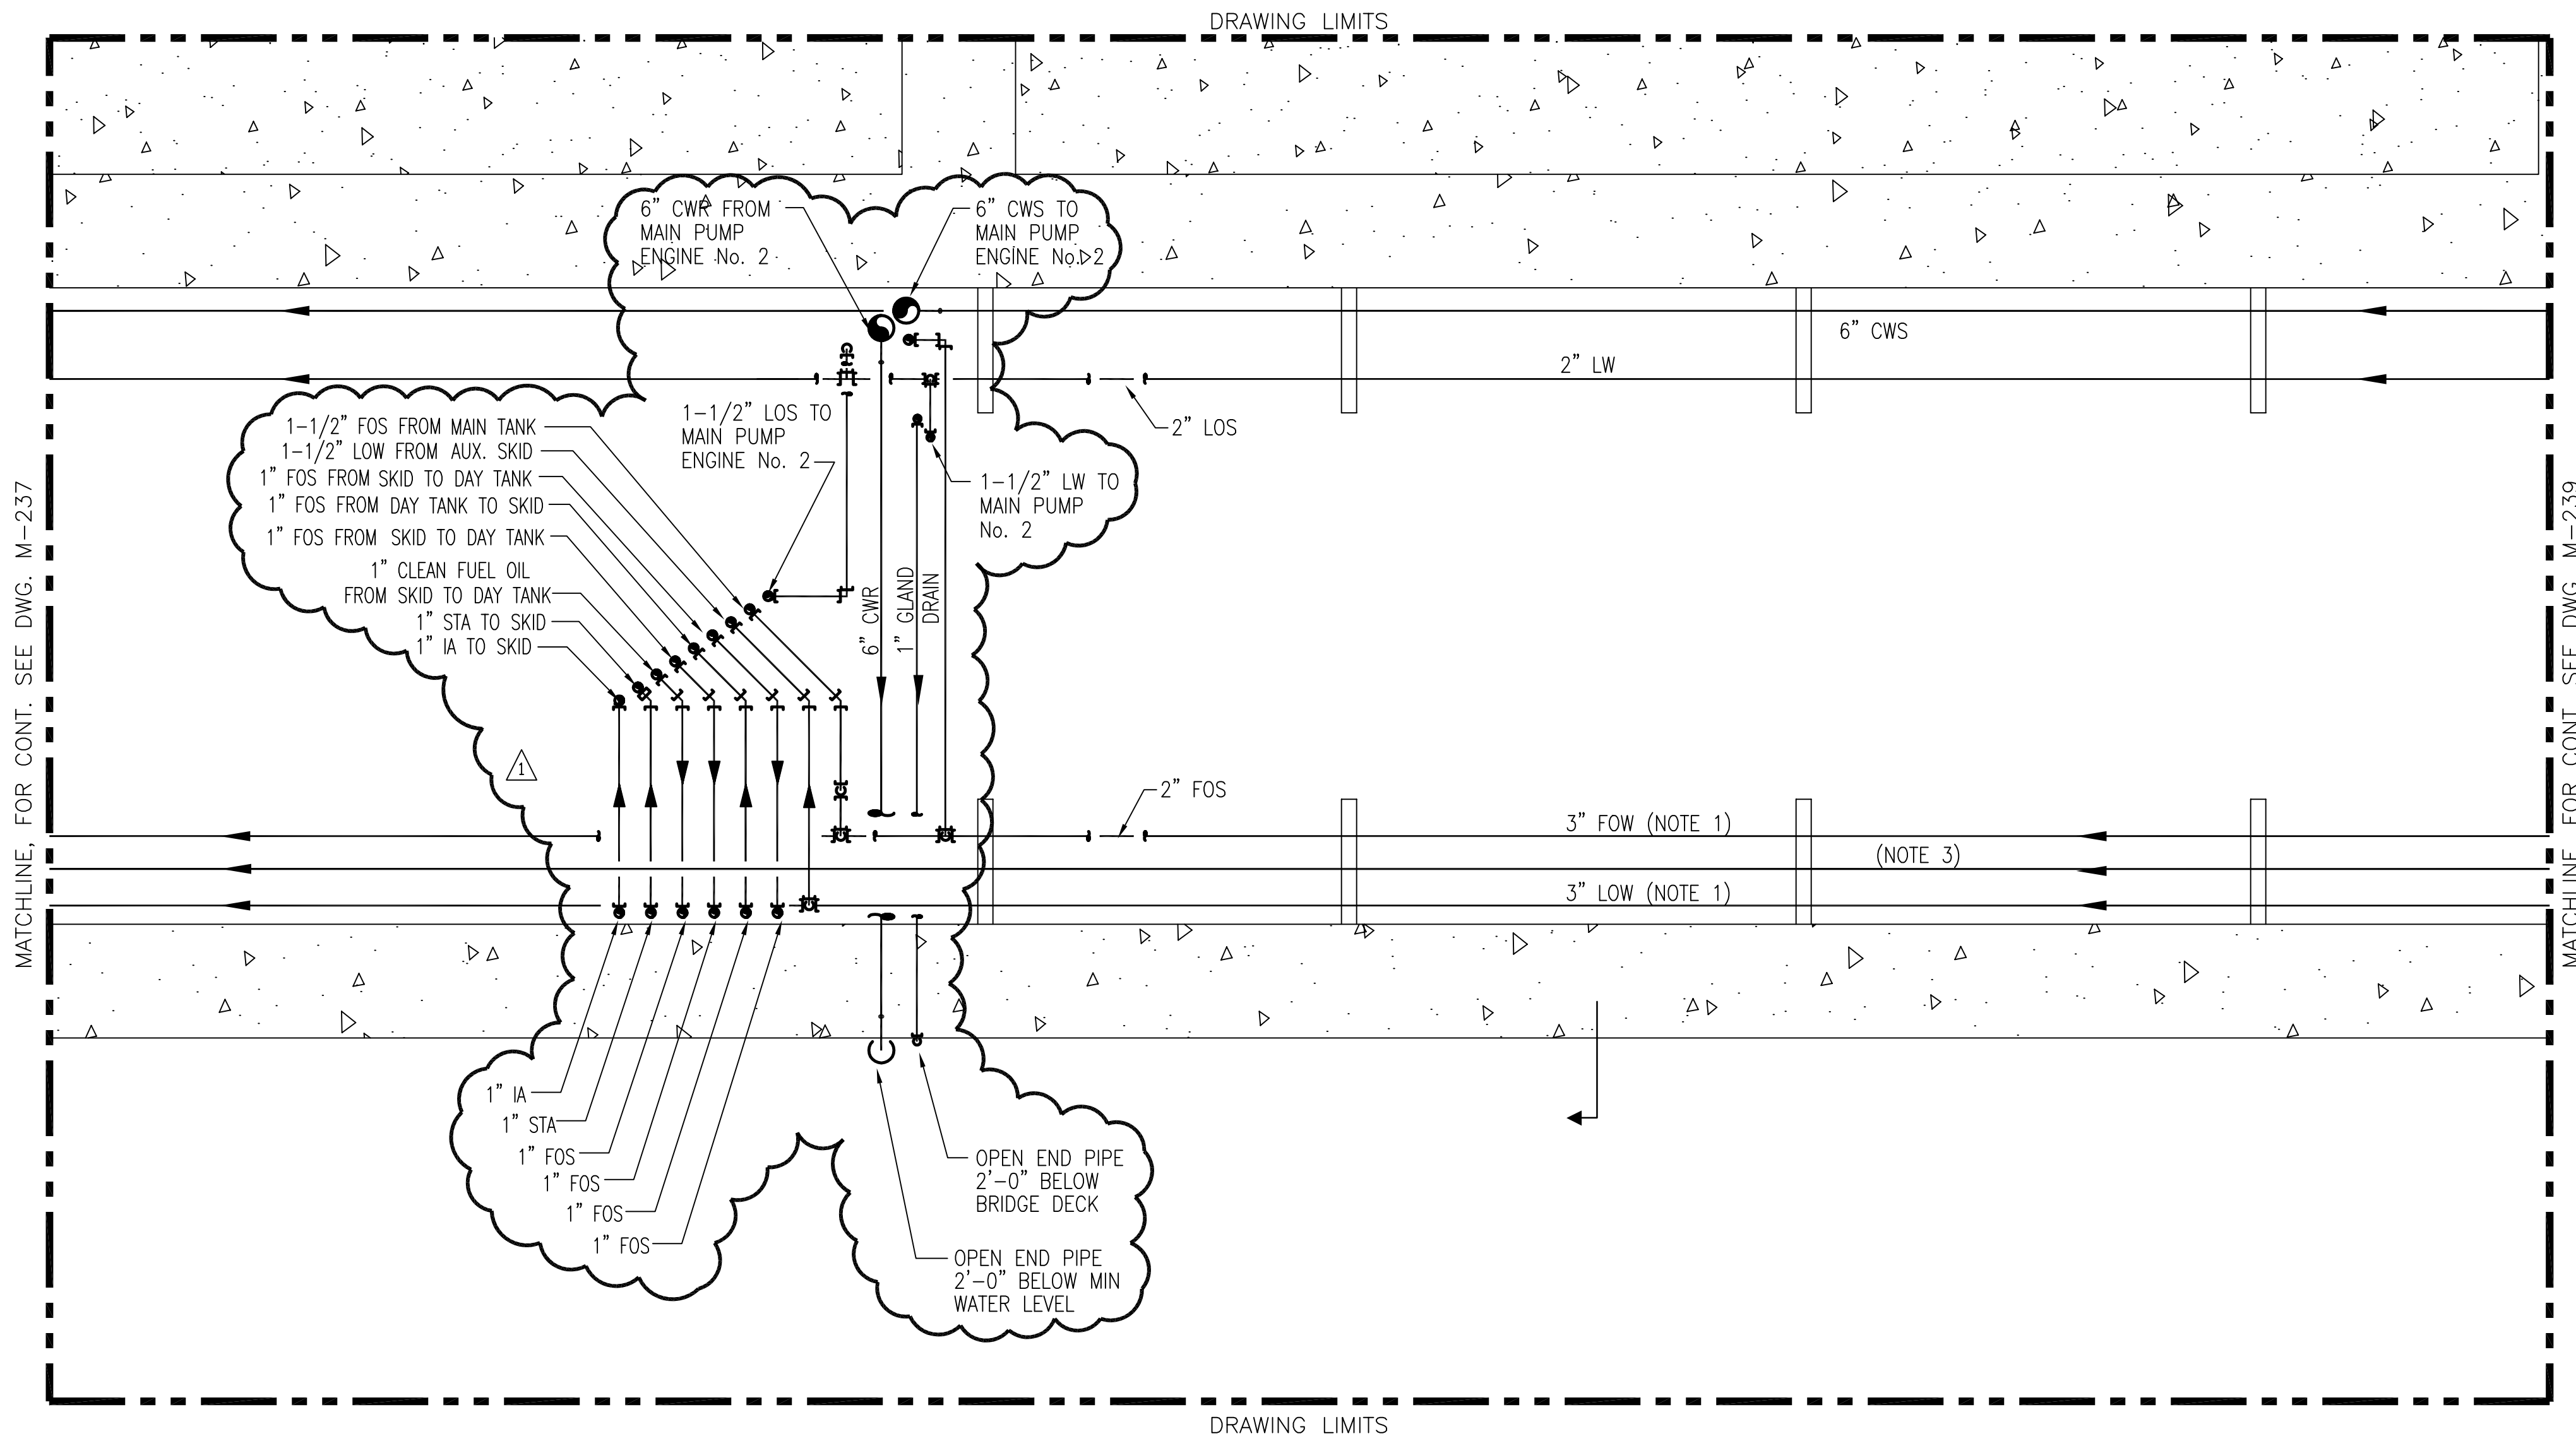 DRAWING LIMITS
6" CWR FROM
MAIN PUMP
ENGINE No. 2
6" CWS TO
MAIN PUMP
ENGINE No. 2
6" CWS
2" LW
2" LOS
1-1/2" LOS TO
MAIN PUMP
ENGINE No. 2
1-1/2" FOS FROM MAIN TANK
1-1/2" LOW FROM AUX. SKID
1" FOS FROM SKID TO DAY TANK
1" FOS FROM DAY TANK TO SKID
1" FOS FROM SKID TO DAY TANK
1" CLEAN FUEL OIL
FROM SKID TO DAY TANK
1" STA TO SKID
1" IA TO SKID
1-1/2" LW TO
MAIN PUMP
No. 2
6" CWR
1" GLAND
DRAIN
MATCHLINE, FOR CONT. SEE DWG. M-237
MATCHLINE, FOR CONT. SEE DWG. M-239
1
2" FOS
3" FOW (NOTE 1)
(NOTE 3)
3" LOW (NOTE 1)
1" IA
1" STA
1" FOS
1" FOS
1" FOS
1" FOS
OPEN END PIPE
2'-0" BELOW
BRIDGE DECK
OPEN END PIPE
2'-0" BELOW MIN
WATER LEVEL
DRAWING LIMITS